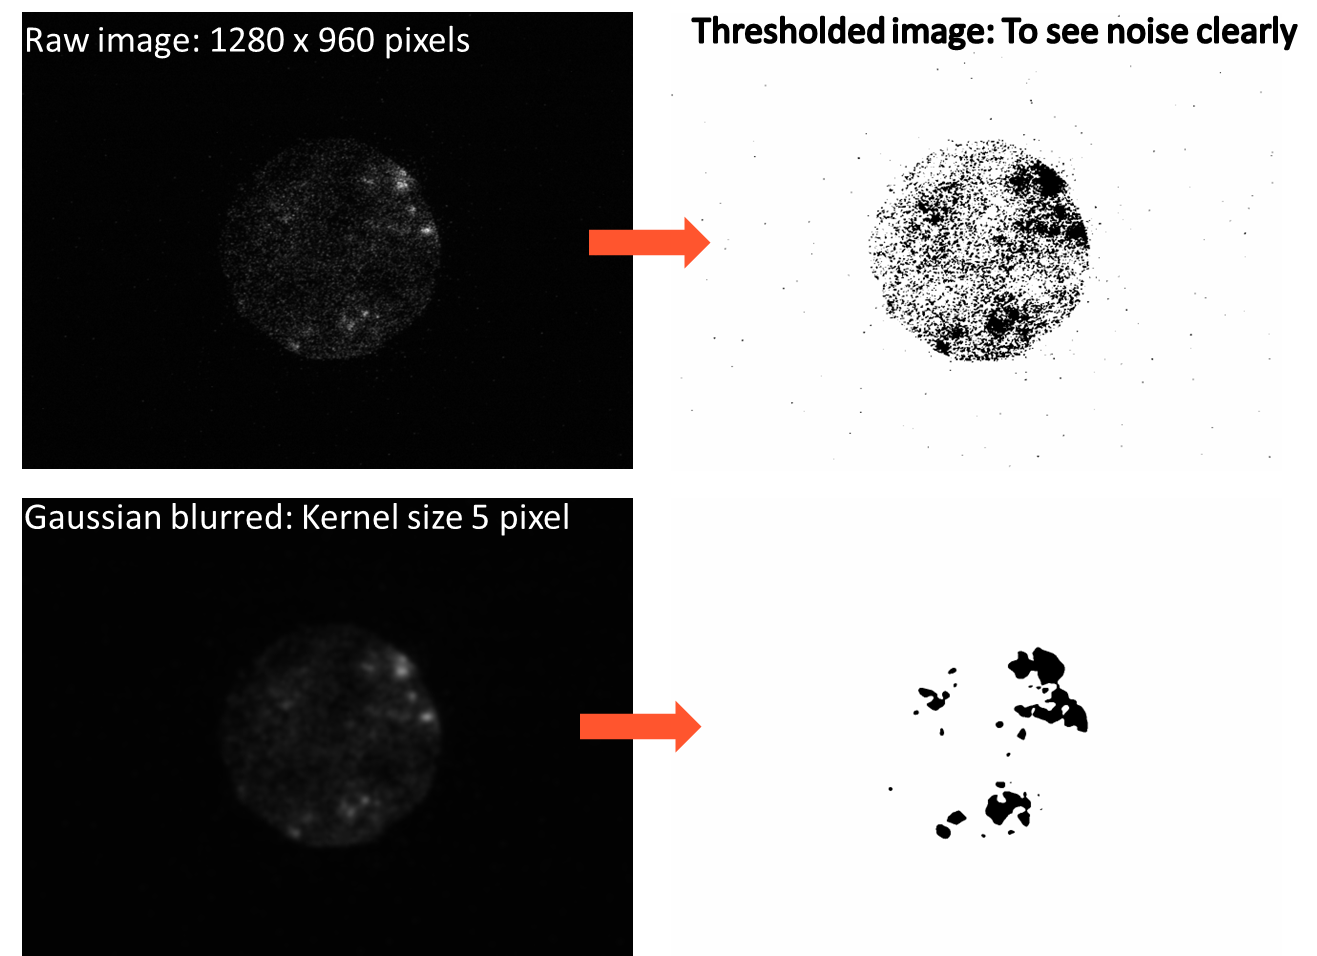 Raw image: 1280 x 960 pixels
Thresholded image: To see noise clearly
Gaussian blurred: Kernel size 5 pixel